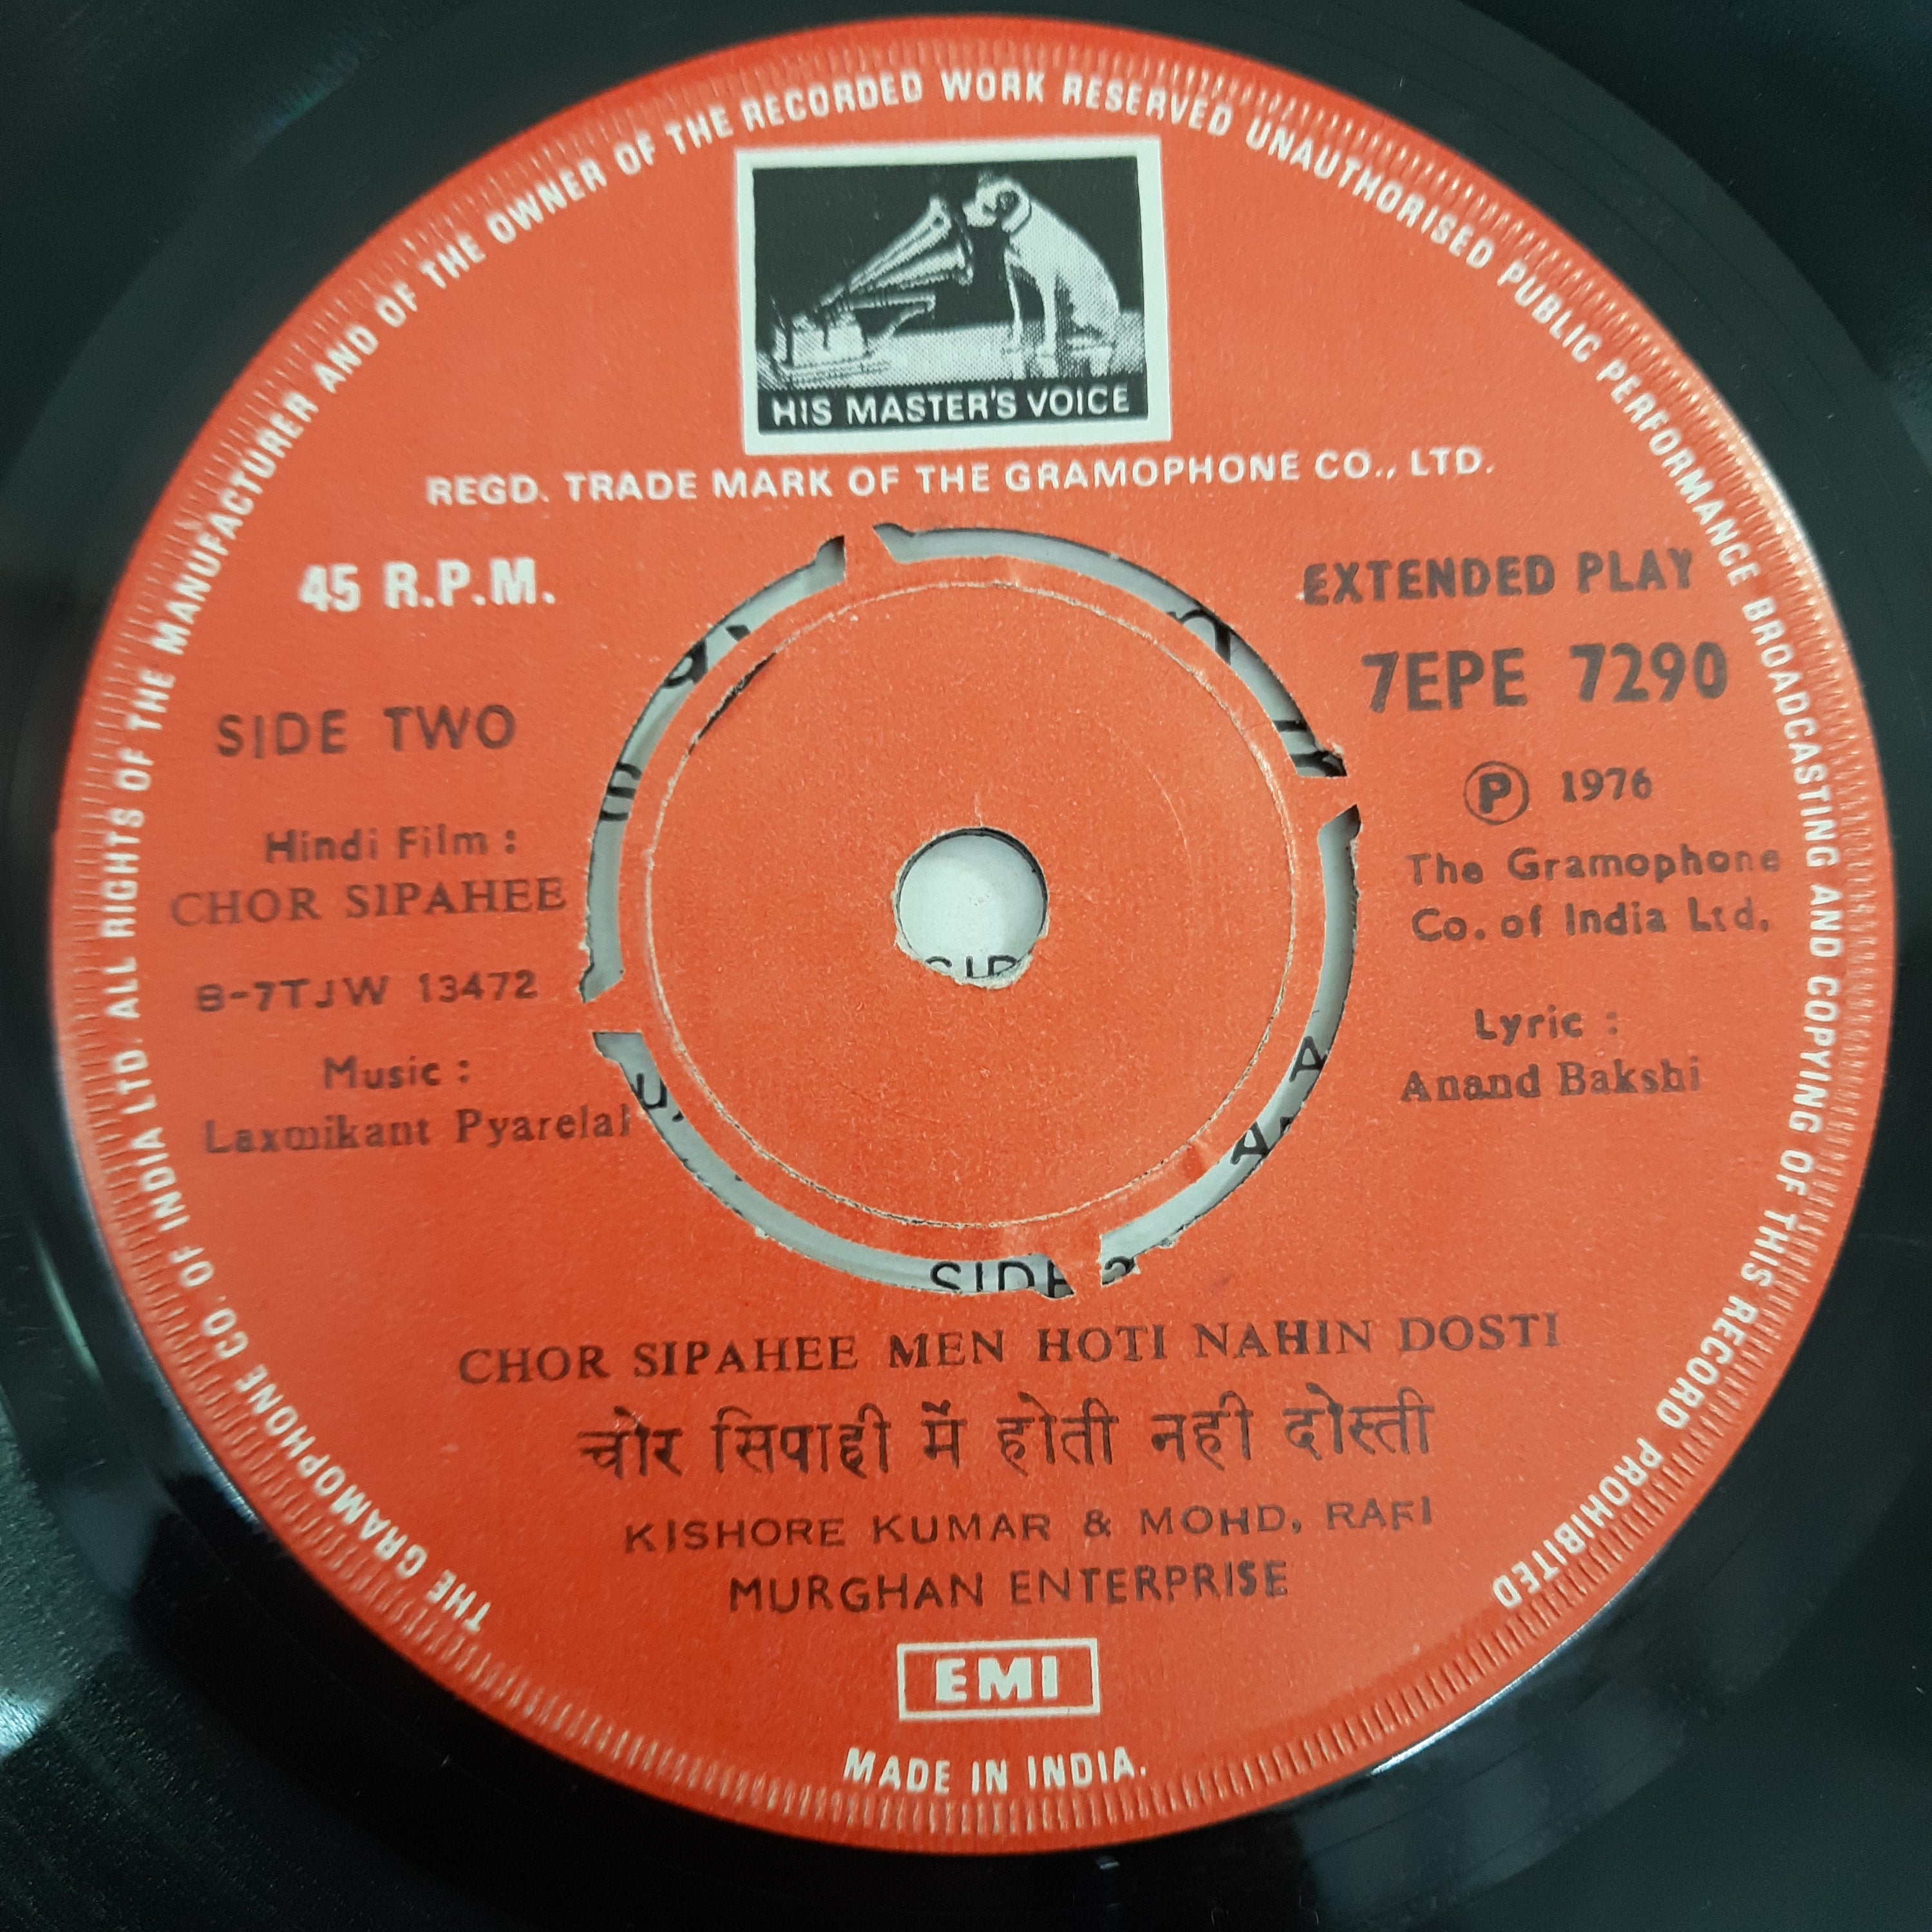 THE GRAMOPHONE CO. OF INDIA LTD. ALL RIGHTS OF THE MANUFACTURER AND OF THE OWNER OF THE RECORDED WORK RESERVED UNAUTHORISED PUBLIC PERFORMANCE BROADCASTING AND COPYING OF THIS RECORD PROHIBITED
HIS MASTER'S VOICE
REGD. TRADE MARK OF THE GRAMOPHONE CO., LTD.
45 R.P.M.
SIDE TWO
Hindi Film :
CHOR SIPAHEE
B-7TJW 13472
Music :
Laxmikant Pyarelal
EXTENDED PLAY
7EPE 7290
Ⓟ 1976
The Gramophone
Co. of India Ltd,
Lyric :
Anand Bakshi
CHOR SIPAHEE MEN HOTI NAHIN DOSTI
चोर सिपाही में होती नही दोस्ती
KISHORE KUMAR & MOHD, RAFI
MURGHAN ENTERPRISE
EMI
MADE IN INDIA.